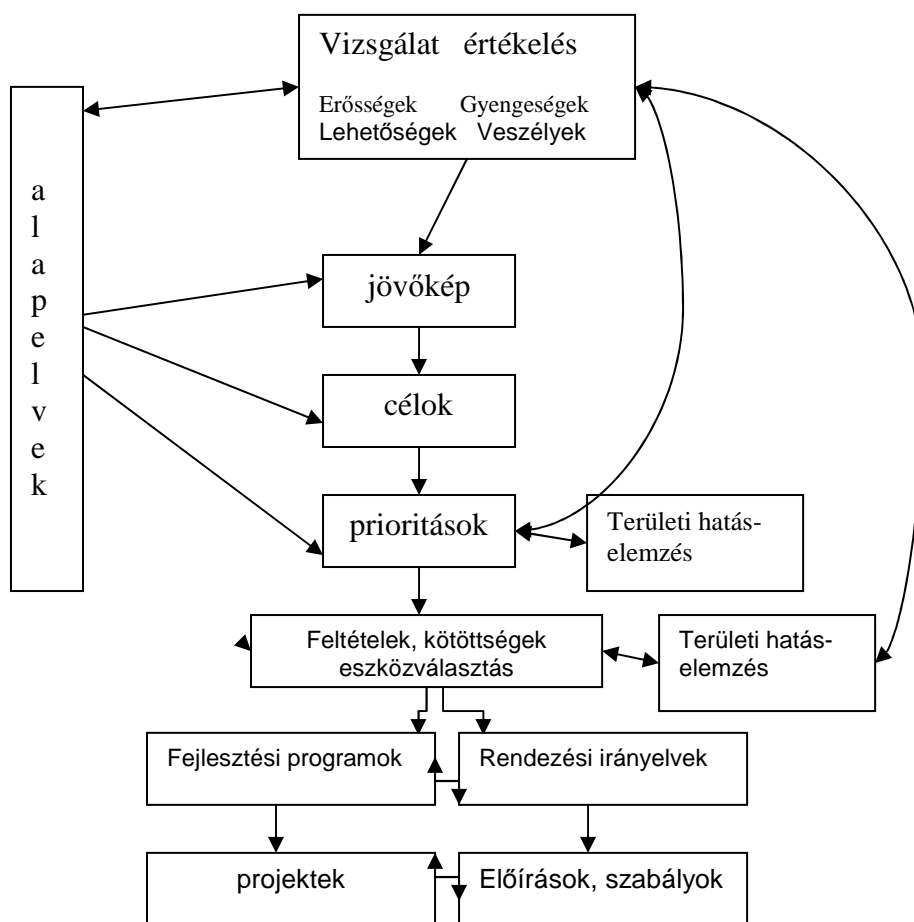 Vizsgálat értékelés
Erősségek Gyengeségek
Lehetőségek Veszélyek
alapelvek
jövőkép
célok
prioritások
Területi hatás-
elemzés
Feltételek, kötöttségek
eszközválasztás
Területi hatás-
elemzés
Fejlesztési programok
Rendezési irányelvek
projektek
Előírások, szabályok